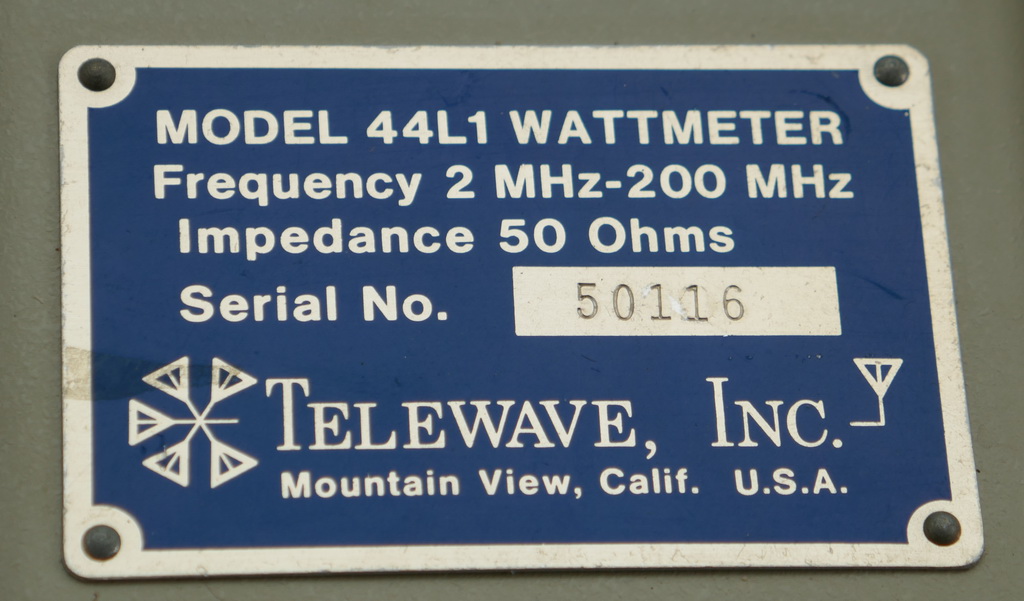 MODEL 44L1 WATTMETER
Frequency 2 MHz-200 MHz
Impedance 50 Ohms
Serial No. 50116
TELEWAVE, INC.
Mountain View, Calif. U.S.A.